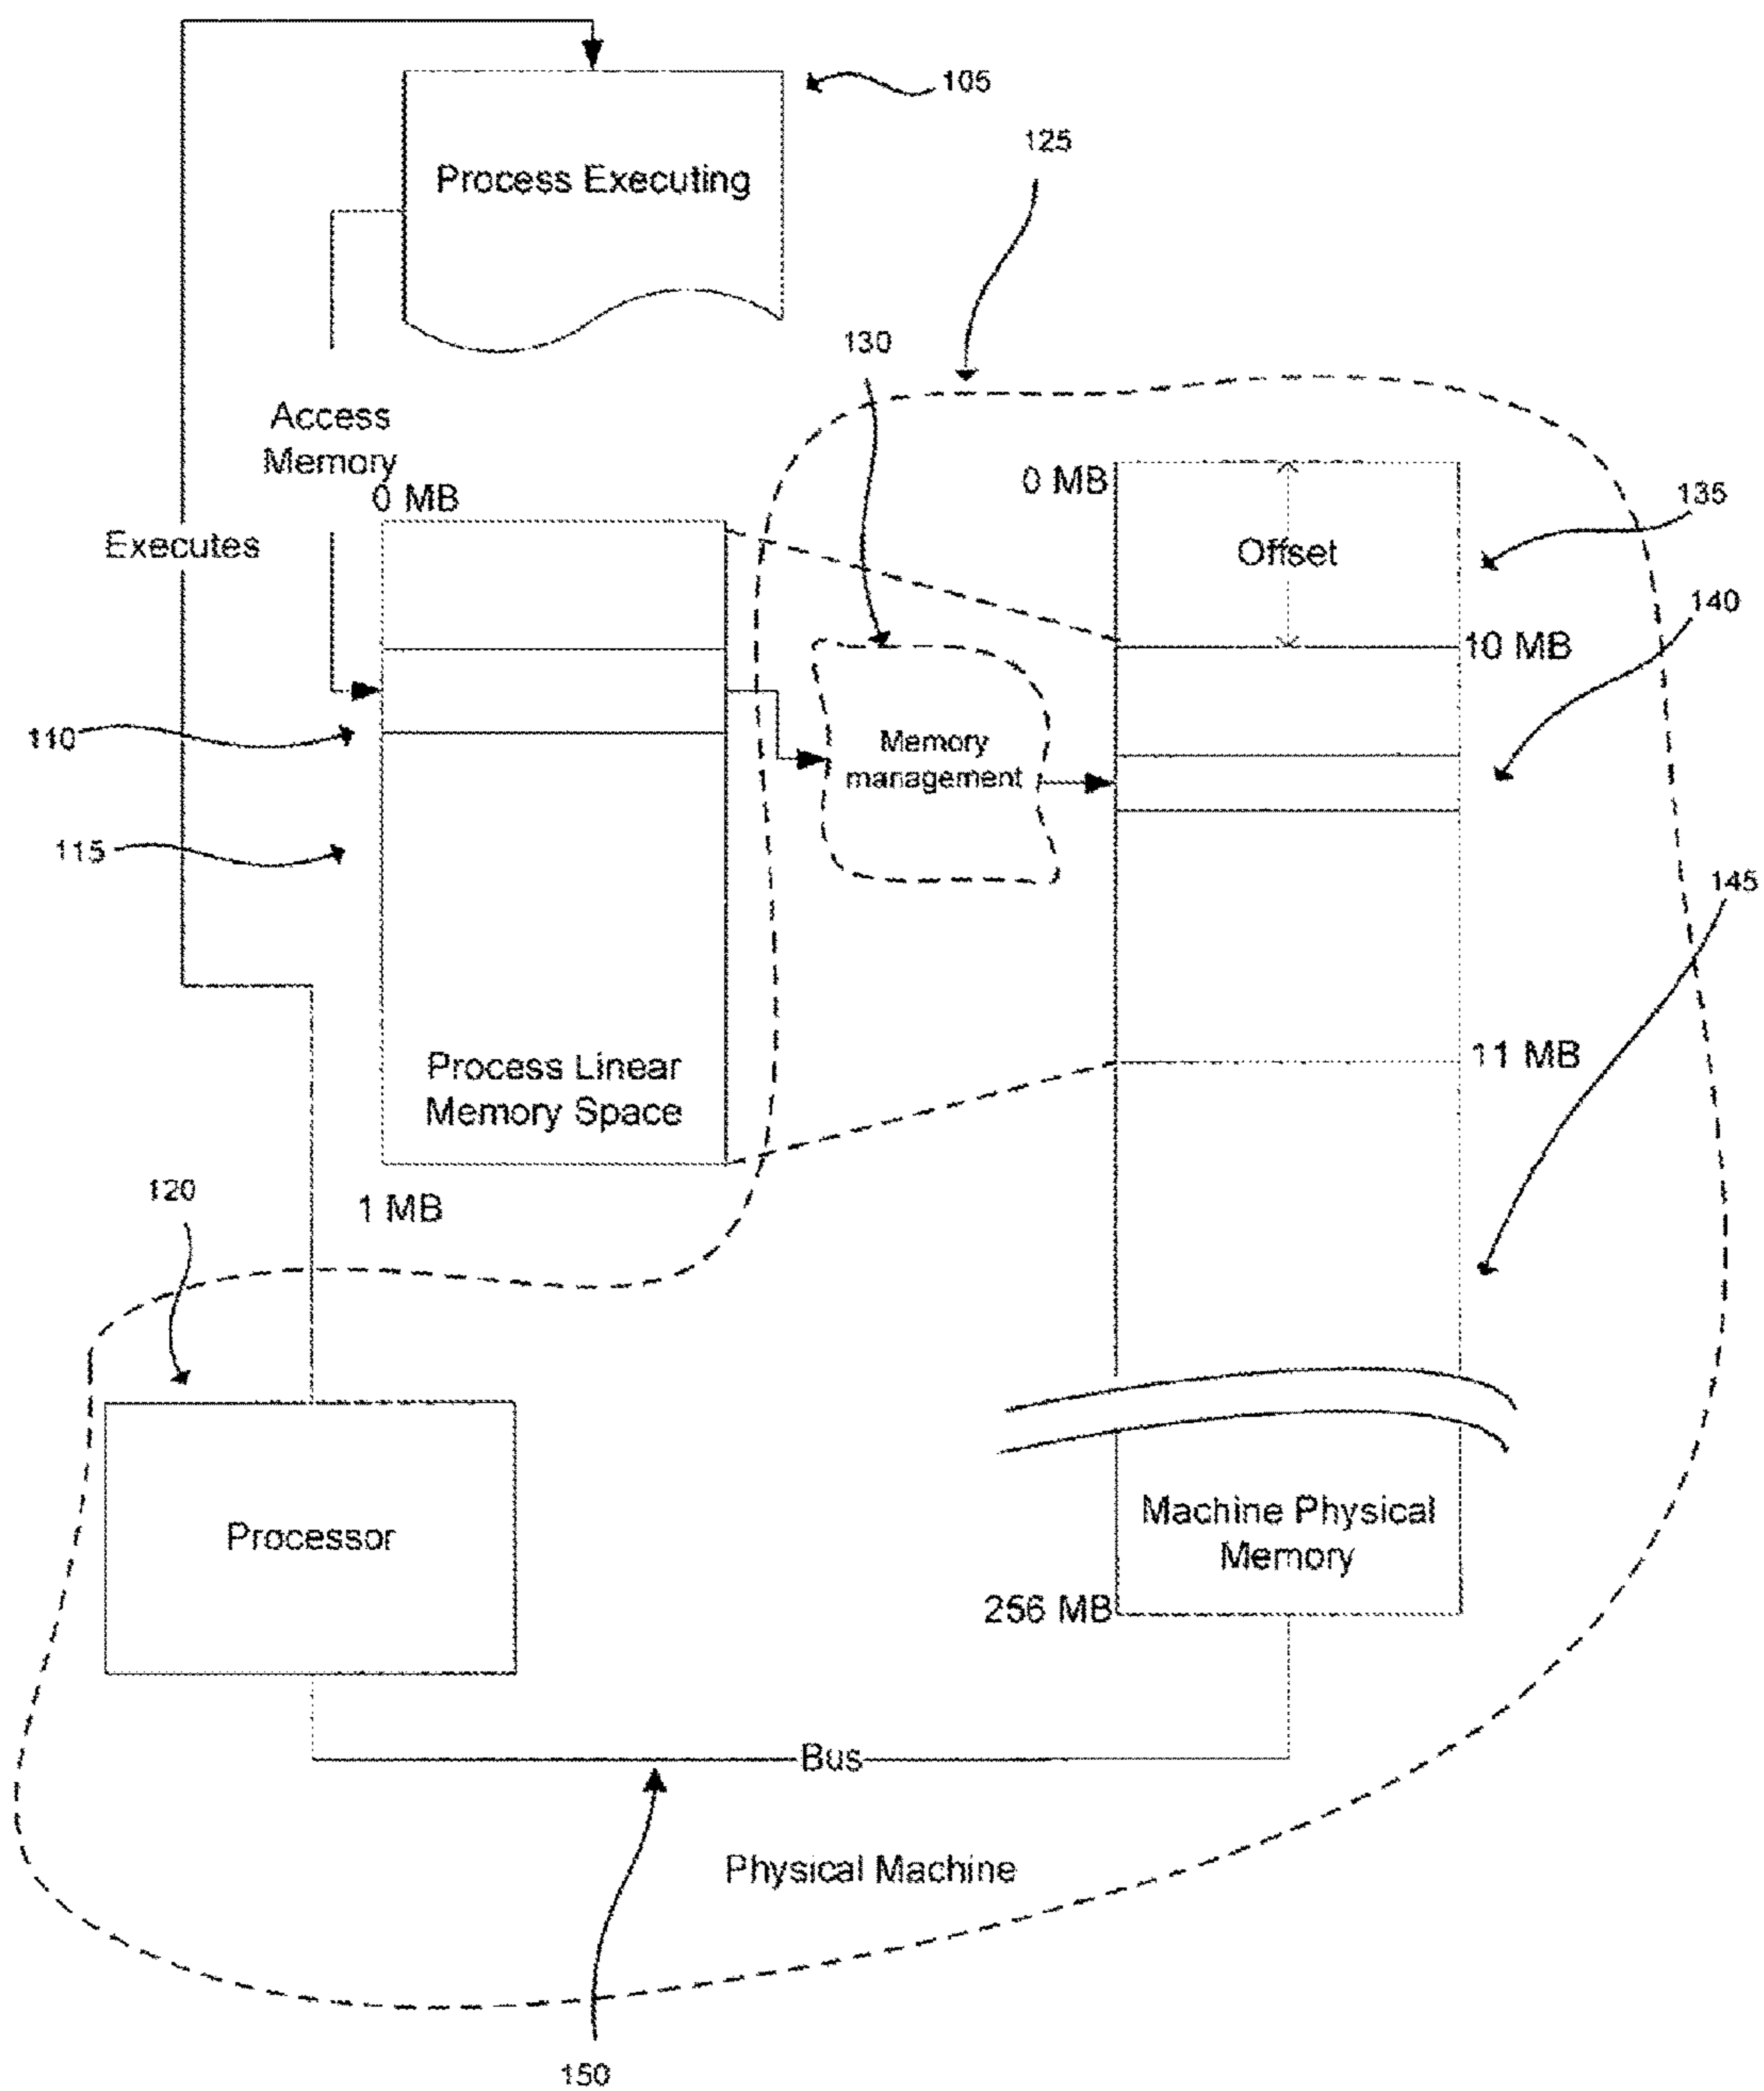 105
Process Executing
125
130
Access
Memory
0 MB
0 MB
Offset
135
Executes
140
10 MB
110
Memory
management
115
145
11 MB
Process Linear
Memory Space
120
1 MB
Machine Physical
Memory
Processor
256 MB
Bus
Physical Machine
150